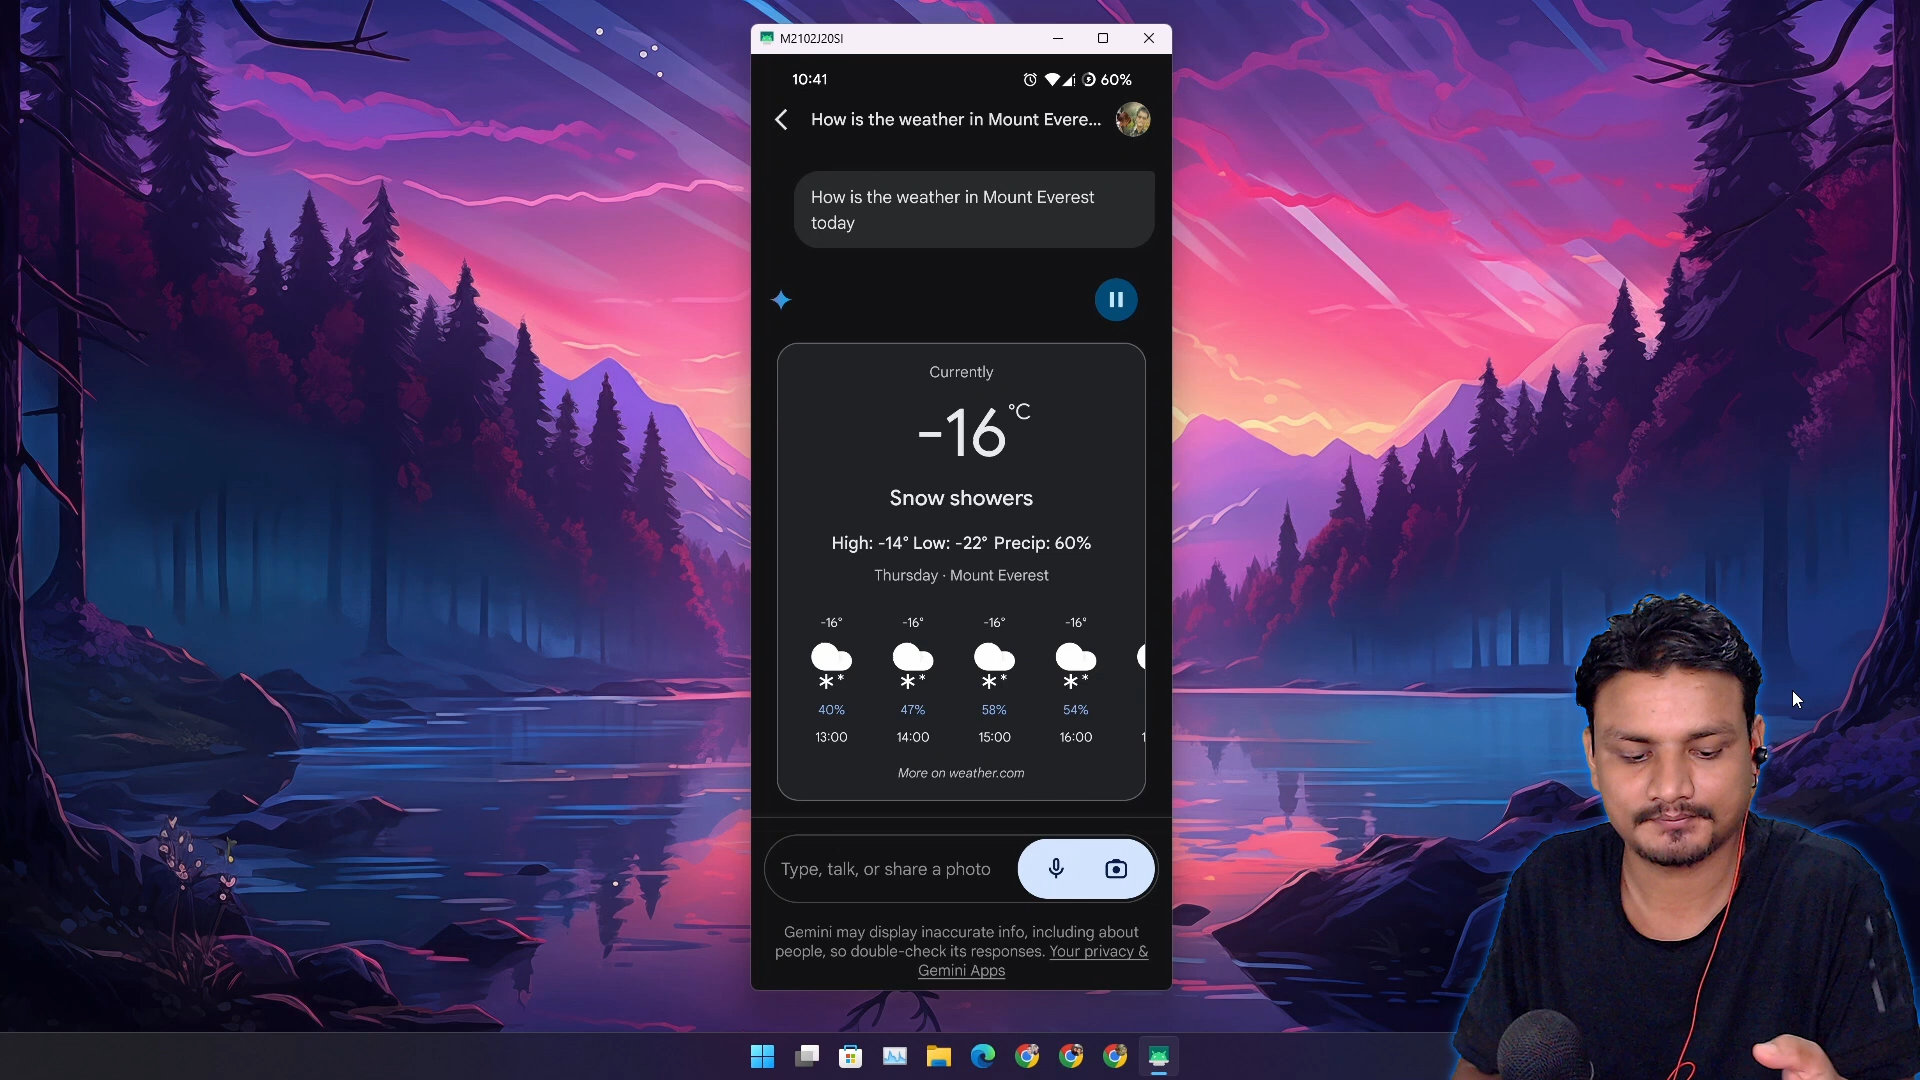 M2102J20SI
10:41
60%
How is the weather in Mount Evere...
How is the weather in Mount Everest
today
Currently
-16°C
Snow showers
High: -14° Low: -22° Precip: 60%
Thursday · Mount Everest
-16° -16° -16° -16°
40% 47% 58% 54%
13:00 14:00 15:00 16:00 1
More on weather.com
Type, talk, or share a photo
Gemini may display inaccurate info, including about
people, so double-check its responses. Your privacy &
Gemini Apps